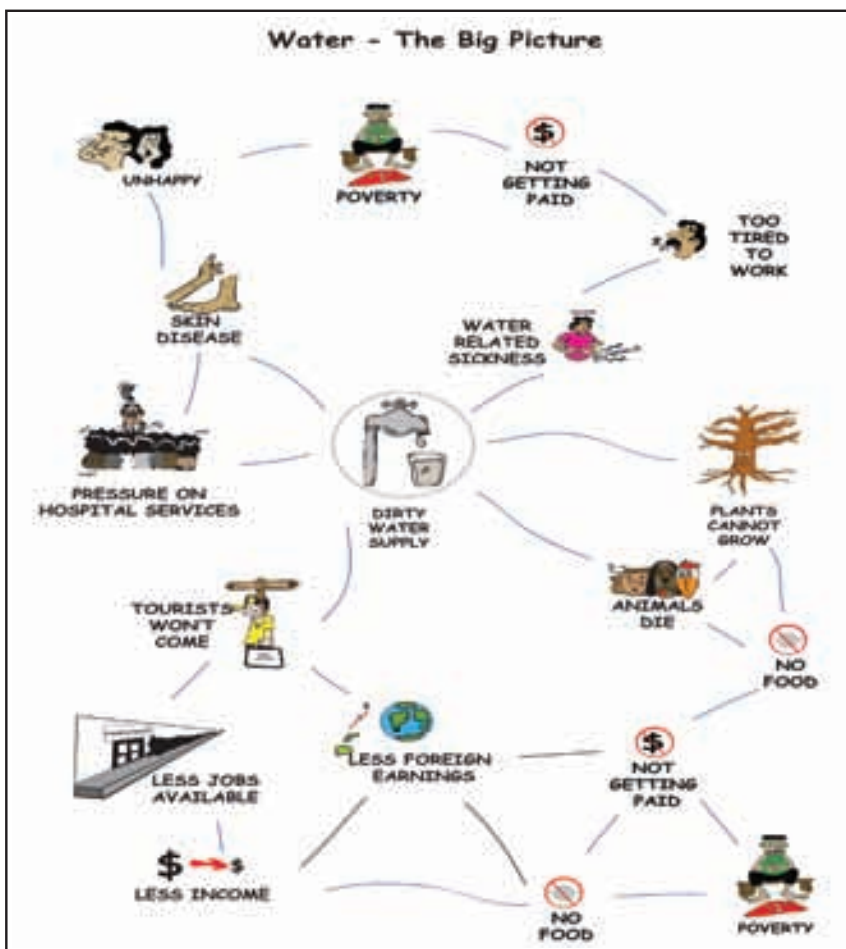 Water - The Big Picture
UNHAPPY
POVERTY
$
NOT
GETTING
PAID
TOO
TIRED
TO
WORK
SKIN
DISEASE
WATER
RELATED
SICKNESS
PRESSURE ON
HOSPITAL SERVICES
DIRTY
WATER
SUPPLY
PLANTS
CANNOT
GROW
TOURISTS
WON'T
COME
ANIMALS
DIE
NO
FOOD
LESS JOBS
AVAILABLE
LESS FOREIGN
EARNINGS
$
NOT
GETTING
PAID
$ $
LESS INCOME
NO
FOOD
POVERTY